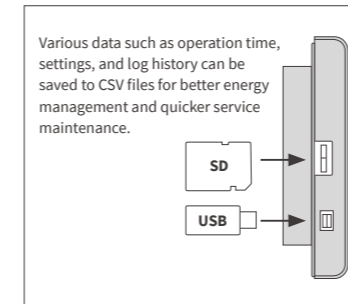 Various data such as operation time,
settings, and log history can be
saved to CSV files for better energy
management and quicker service
maintenance.
SD
USB